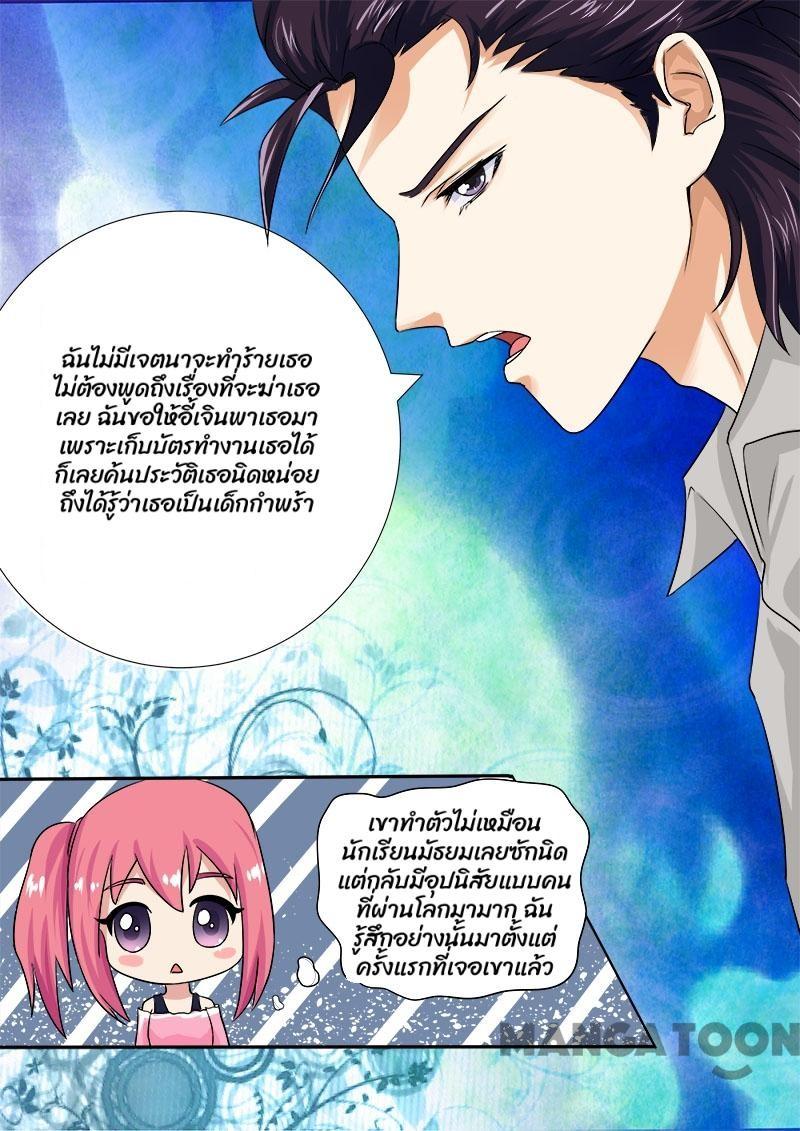 ฉันไม่มีเจตนาจะทำร้ายเธอ
ไม่ต้องพูดถึงเรื่องที่จะฆ่าเธอ
เลย ฉันขอให้อี้เจินพาเธอมา
เพราะเก็บบัตรทำงานเธอได้
ก็เลยค้นประวัติเธอนิดหน่อย
ถึงได้รู้ว่าเธอเป็นเด็กกำพร้า
เขาทำตัวไม่เหมือน
นักเรียนมัธยมเลยซักนิด
แต่กลับมีอุปนิสัยแบบคน
ที่ผ่านโลกมามาก ฉัน
รู้สึกอย่างนั้นมาตั้งแต่
ครั้งแรกที่เจอเขาแล้ว
MANGATOON